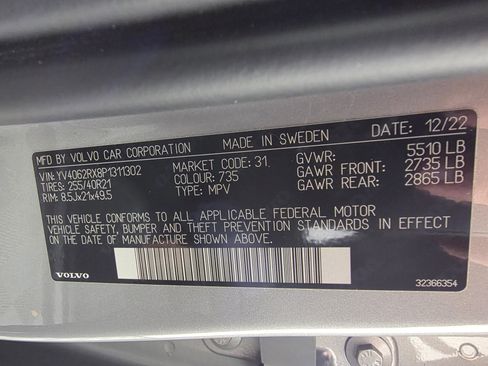 MFD BY VOLVO CAR CORPORATION MADE IN SWEDEN DATE: 12/22
VIN: YV4062RX8P1311302 MARKET CODE: 31 GVWR: 5510 LB
TIRES: 255/40R21 COLOUR: 735 GAWR FRONT: 2735 LB
RIM: 8.5Jx21x49.5 TYPE: MPV GAWR REAR: 2865 LB
THIS VEHICLE CONFORMS TO ALL APPLICABLE FEDERAL MOTOR
VEHICLE SAFETY, BUMPER AND THEFT PREVENTION STANDARDS IN EFFECT
ON THE DATE OF MANUFACTURE SHOWN ABOVE.
VOLVO 32366354